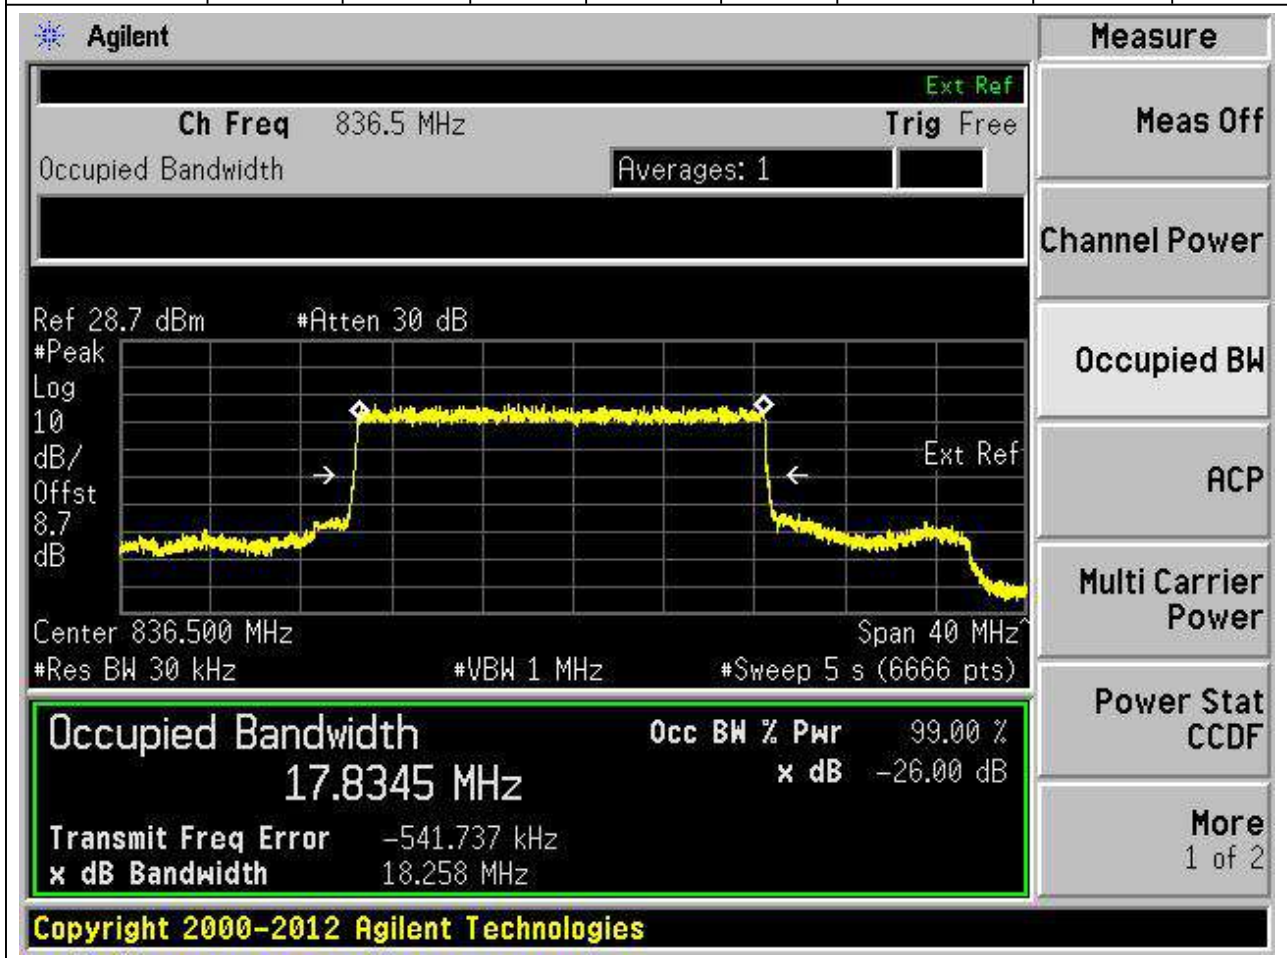 Agilent
Measure
Ext Ref
Ch Freq 836.5 MHz Trig Free
Meas Off
Occupied Bandwidth Averages: 1
Channel Power
Ref 28.7 dBm #Atten 30 dB
#Peak
Log
10
dB/
Offst
8.7
dB
Ext Ref
Occupied BW
ACP
Center 836.500 MHz Span 40 MHz^
#Res BW 30 kHz #VBW 1 MHz #Sweep 5 s (6666 pts)
Multi Carrier
Power
Occupied Bandwidth Occ BW % Pwr 99.00 %
17.8345 MHz x dB -26.00 dB
Transmit Freq Error -541.737 kHz
x dB Bandwidth 18.258 MHz
Power Stat
CCDF
More
1 of 2
Copyright 2000-2012 Agilent Technologies